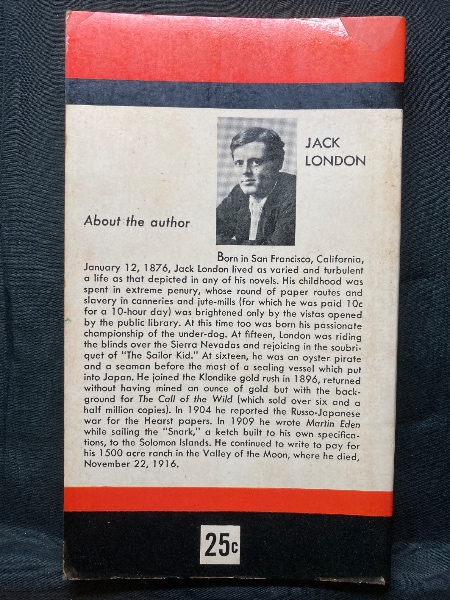 JACK
LONDON
About the author
Born in San Francisco, California,
January 12, 1876, Jack London lived as varied and turbulent
a life as that depicted in any of his novels. His childhood was
spent in extreme penury, whose round of paper routes and
slavery in canneries and jute-mills (for which he was paid 10c
for a 10-hour day) was brightened only by the vistas opened
by the public library. At this time too was born his passionate
championship of the under-dog. At fifteen, London was riding
the blinds over the Sierra Nevadas and rejoicing in the soubri-
quet of "The Sailor Kid." At sixteen, he was an oyster pirate
and a seaman before the mast of a sealing vessel which put
into Japan. He joined the Klondike gold rush in 1896, returned
without having mined an ounce of gold but with the back-
ground for The Call of the Wild (which sold over six and a
half million copies). In 1904 he reported the Russo-Japanese
war for the Hearst papers. In 1909 he wrote Martin Eden
while sailing the "Snark," a ketch built to his own specifica-
tions, to the Solomon Islands. He continued to write to pay for
his 1500 acre ranch in the Valley of the Moon, where he died,
November 22, 1916.
25c